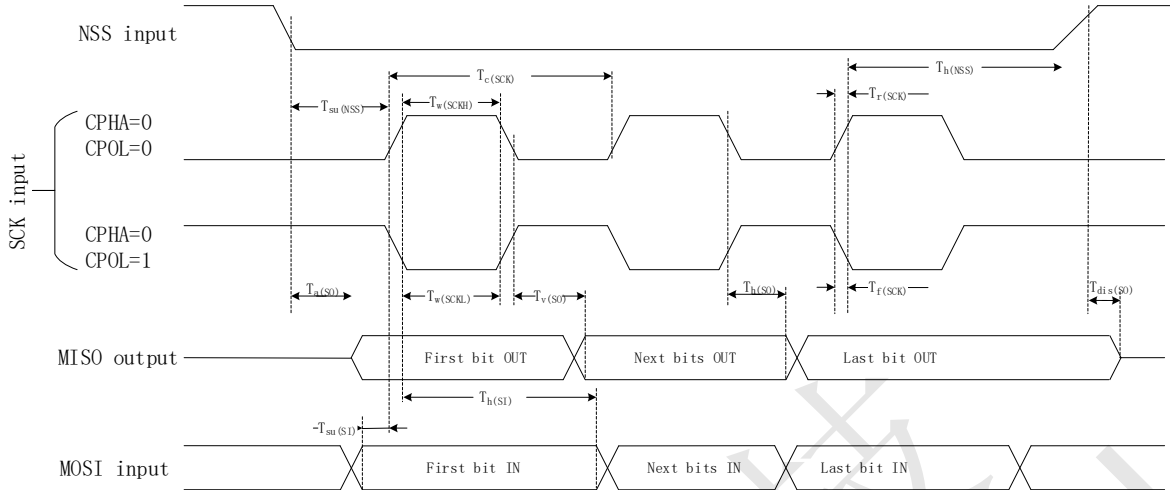 NSS input
Tc(SCK)
Th(NSS)
Tsu(NSS)
Tw(SCKH)
Tr(SCK)
SCK input
CPHA=0
CPOL=0
CPHA=0
CPOL=1
Ta(SO)
Tw(SCKL)
Tv(SO)
Th(SO)
Tf(SCK)
Tdis(SO)
MISO output
First bit OUT
Next bits OUT
Last bit OUT
Th(SI)
-Tsu(SI)
MOSI input
First bit IN
Next bits IN
Last bit IN